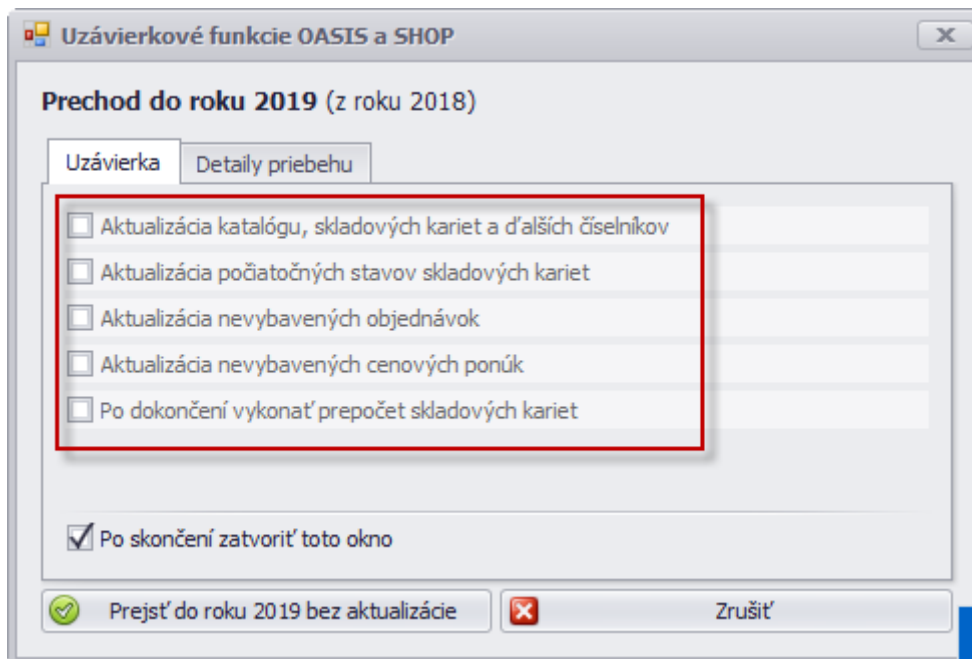 Uzávierkové funkcie OASIS a SHOP
Prechod do roku 2019 (z roku 2018)
Uzávierka
Detaily priebehu
Aktualizácia katalógu, skladových kariet a ďalších číselníkov
Aktualizácia počiatočných stavov skladových kariet
Aktualizácia nevybavených objednávok
Aktualizácia nevybavených cenových ponúk
Po dokončení vykonať prepočet skladových kariet
Po skončení zatvoriť toto okno
Prejsť do roku 2019 bez aktualizácie
Zrušiť